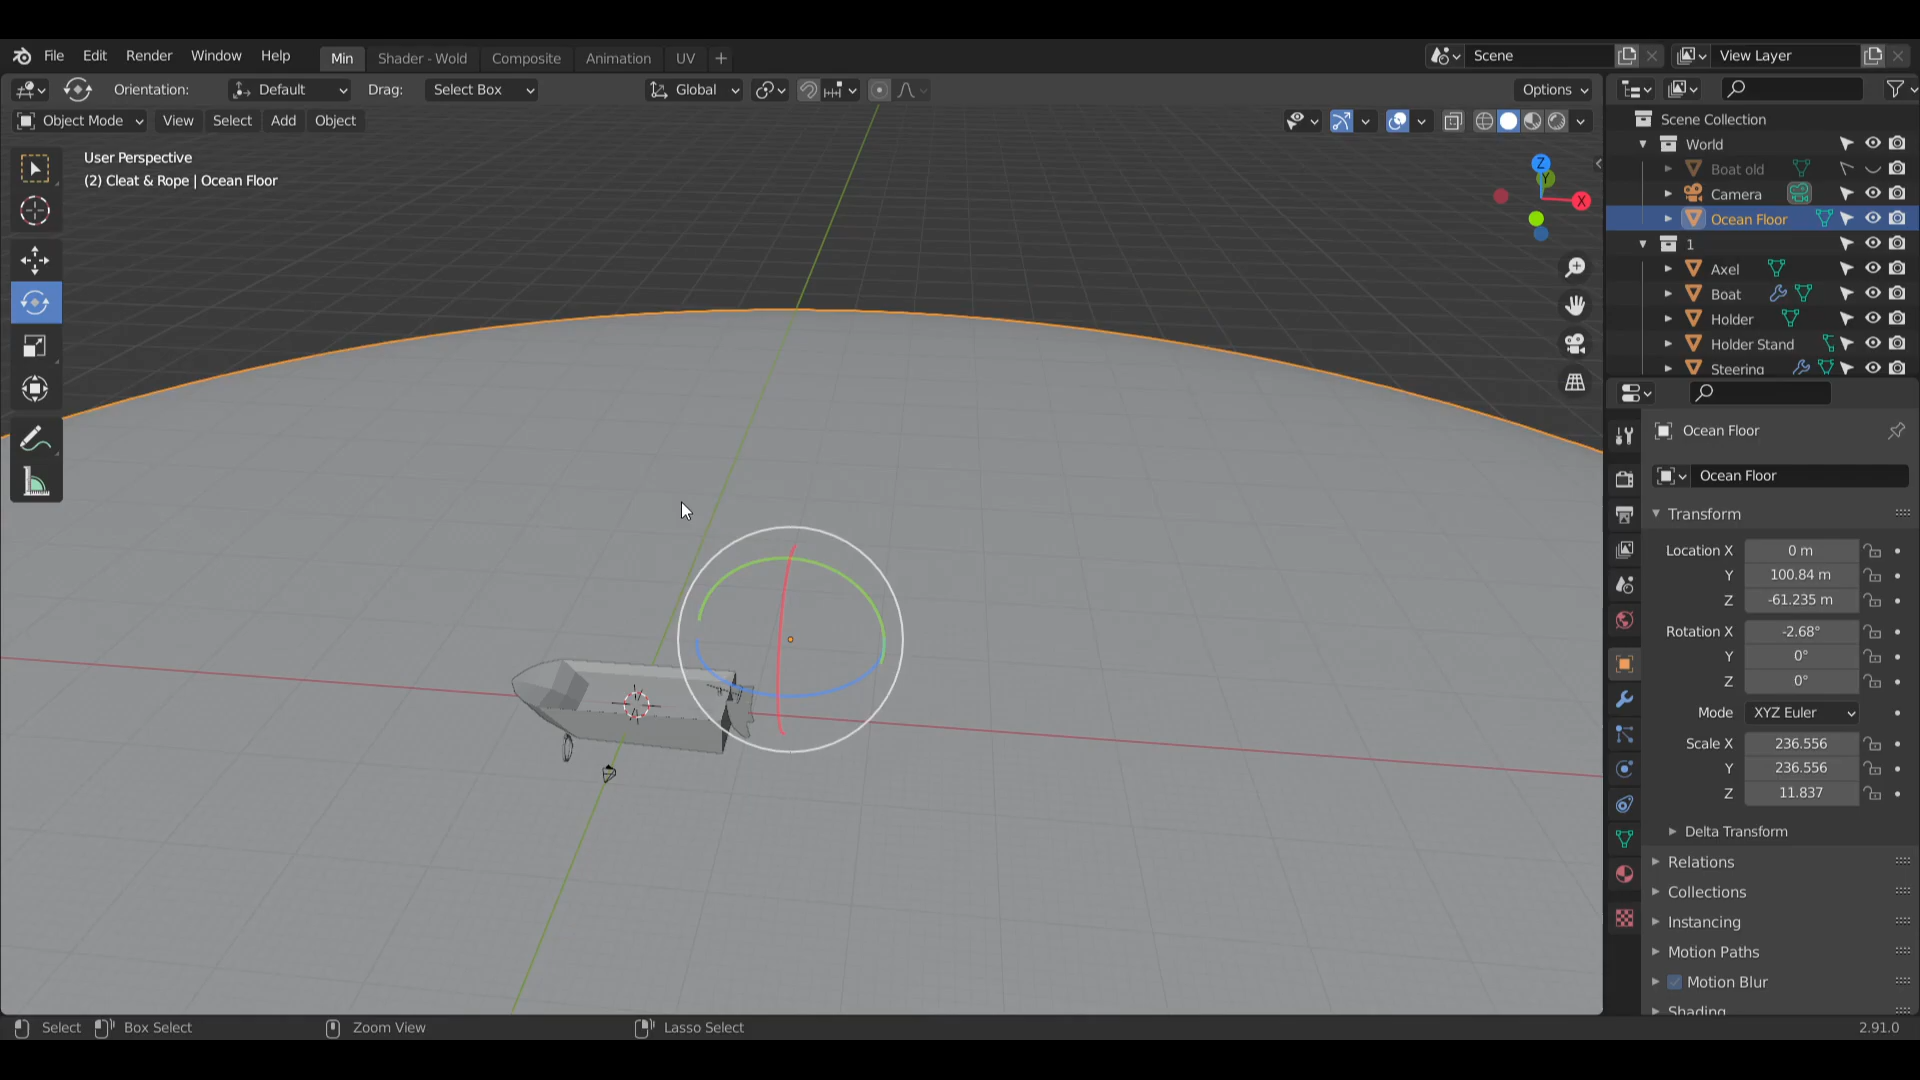 File Edit Render Window Help Min Shader - Wold Composite Animation UV + Scene View Layer
Orientation: Default Drag: Select Box Global Options
Object Mode View Select Add Object
User Perspective
(2) Cleat & Rope | Ocean Floor
Z
Y
X
Scene Collection
World
Boat old
Camera
Ocean Floor
1
Axel
Boat
Holder
Holder Stand
Steering
Ocean Floor
Ocean Floor
Transform
Location X 0 m
Y 100.84 m
Z -61.235 m
Rotation X -2.68°
Y 0°
Z 0°
Mode XYZ Euler
Scale X 236.556
Y 236.556
Z 11.837
Delta Transform
Relations
Collections
Instancing
Motion Paths
Motion Blur
Shading
Select Box Select Zoom View Lasso Select 2.91.0